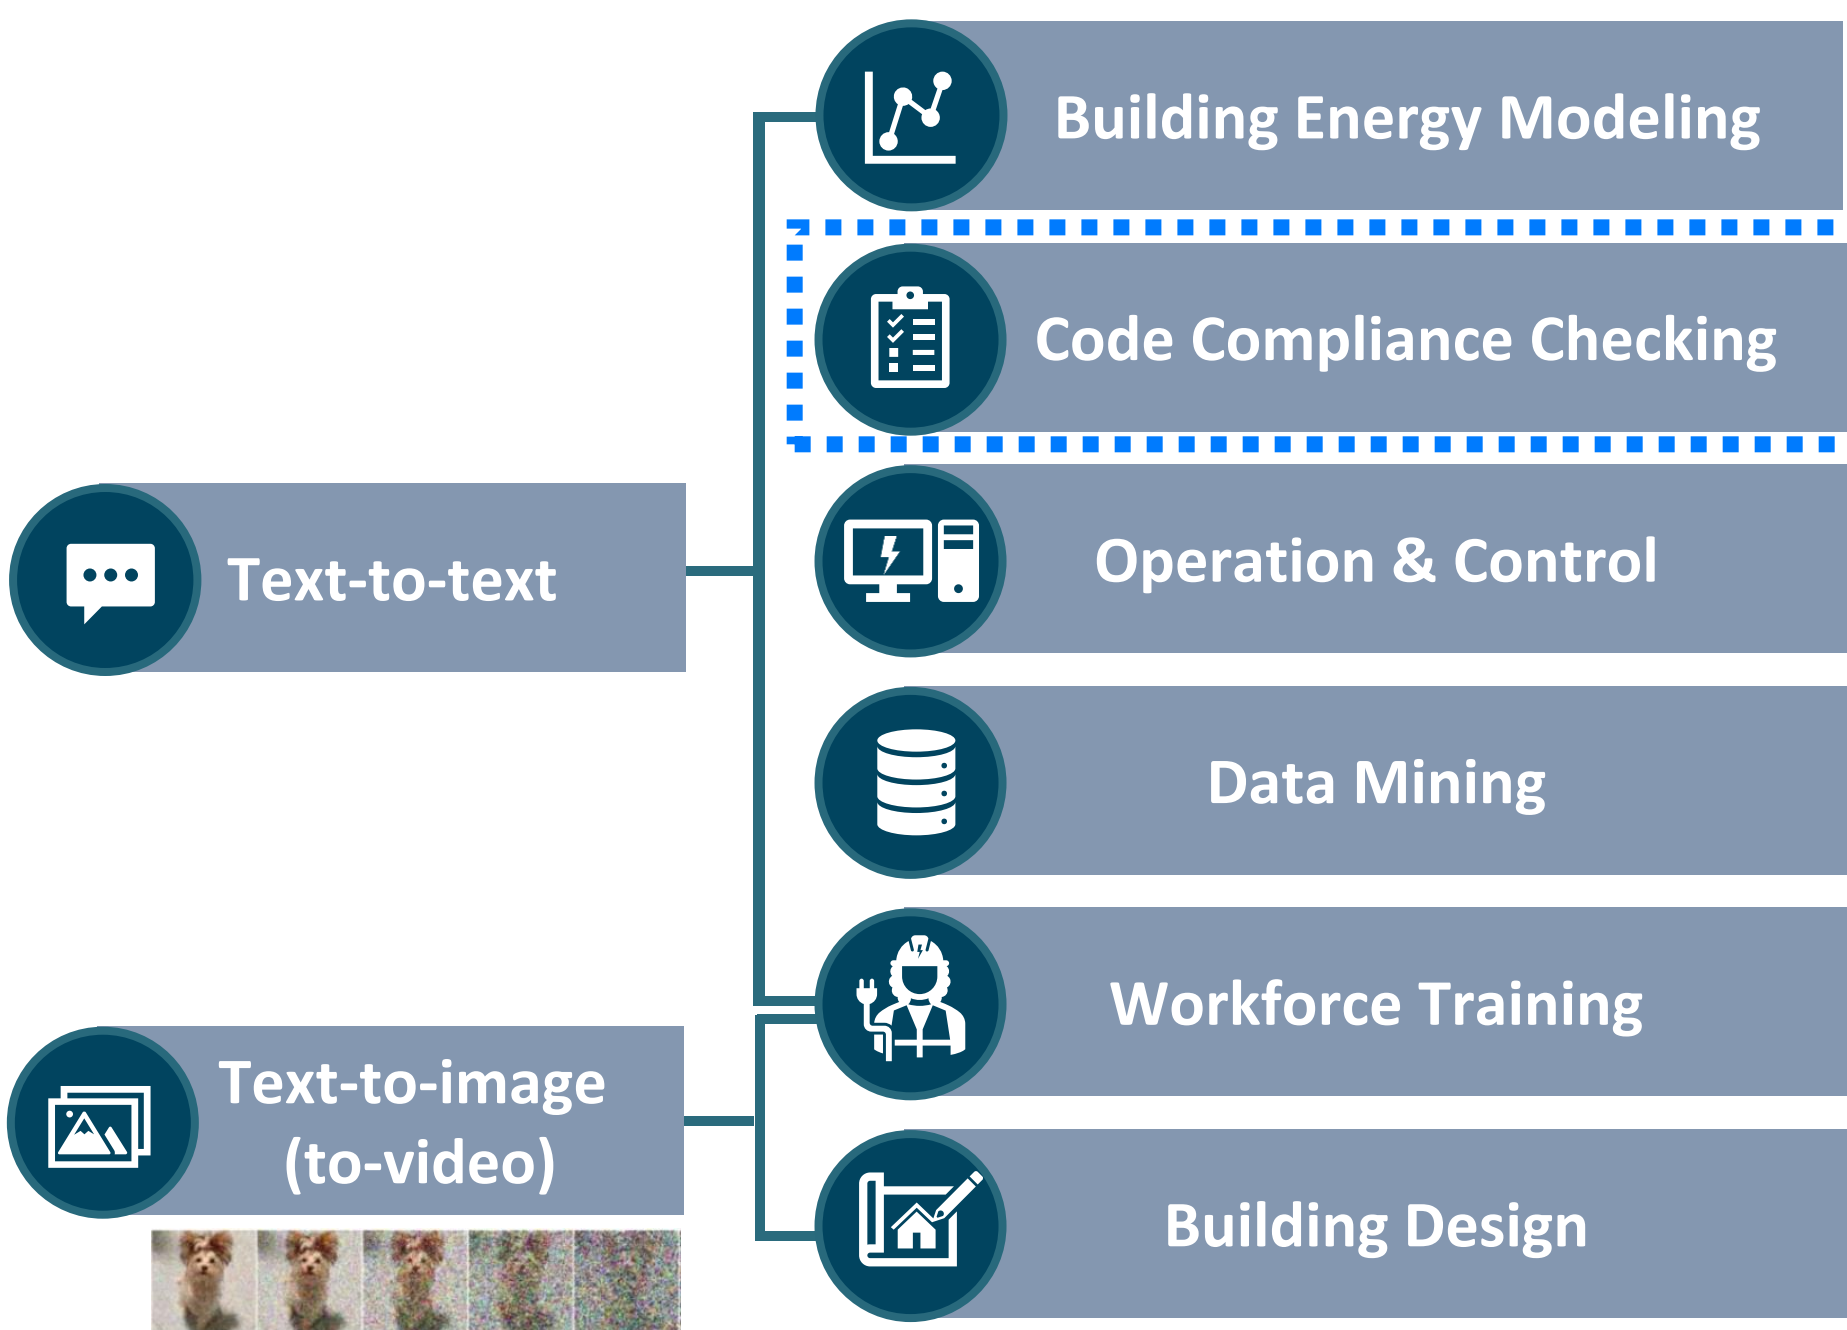 Building Energy Modeling
Code Compliance Checking
Operation & Control
Text-to-text
Data Mining
Workforce Training
Text-to-image
(to-video)
Building Design